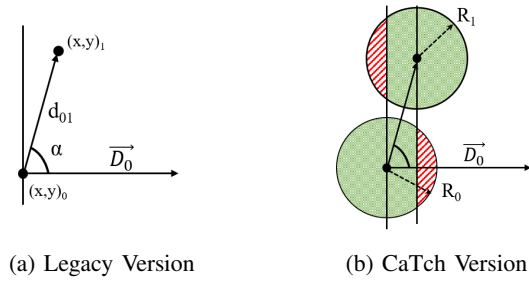 (x,y)₁
d₀₁
α
D₀
(x,y)₀
R₁
D₀
R₀
(a) Legacy Version
(b) CaTch Version